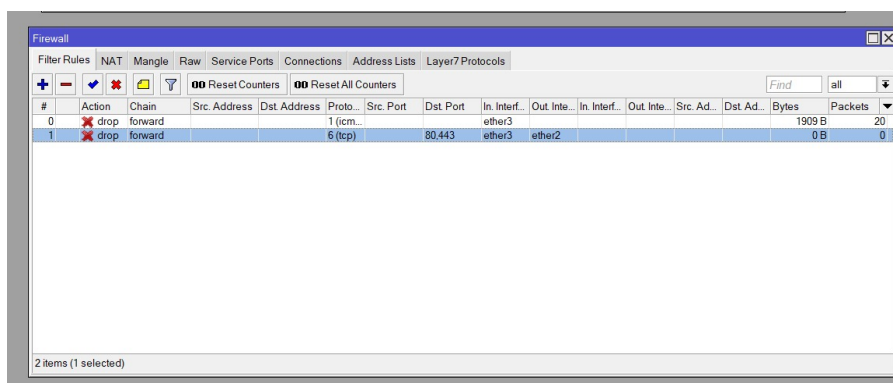 Firewall
Filter Rules NAT Mangle Raw Service Ports Connections Address Lists Layer7 Protocols
00 Reset Counters 00 Reset All Counters Find all
# Action Chain Src. Address Dst. Address Proto... Src. Port Dst. Port In. Interf... Out. Inte... In. Interf... Out. Inte... Src. Ad... Dst. Ad... Bytes Packets
0 drop forward 1 (icm... ether3 1909 B 20
1 drop forward 6 (tcp) 80,443 ether3 ether2 0 B 0
2 items (1 selected)